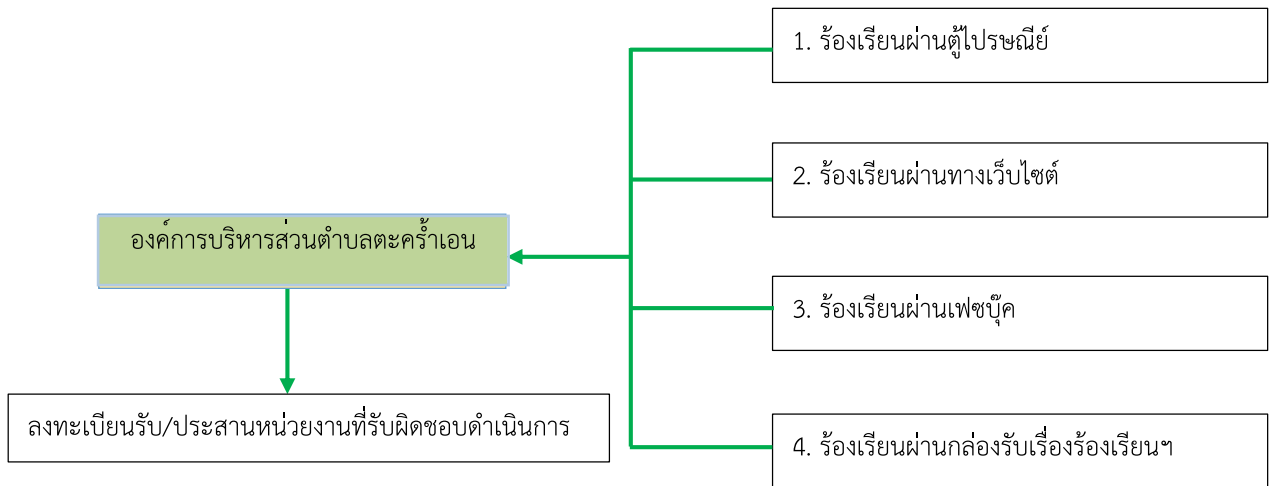 1. ร้องเรียนผ่านตู้ไปรษณีย์
2. ร้องเรียนผ่านทางเว็บไซต์
องค์การบริหารส่วนตำบลตะคร้ำเอน
3. ร้องเรียนผ่านเฟซบุ๊ค
ลงทะเบียนรับ/ประสานหน่วยงานที่รับผิดชอบดำเนินการ
4. ร้องเรียนผ่านกล่องรับเรื่องร้องเรียนฯ